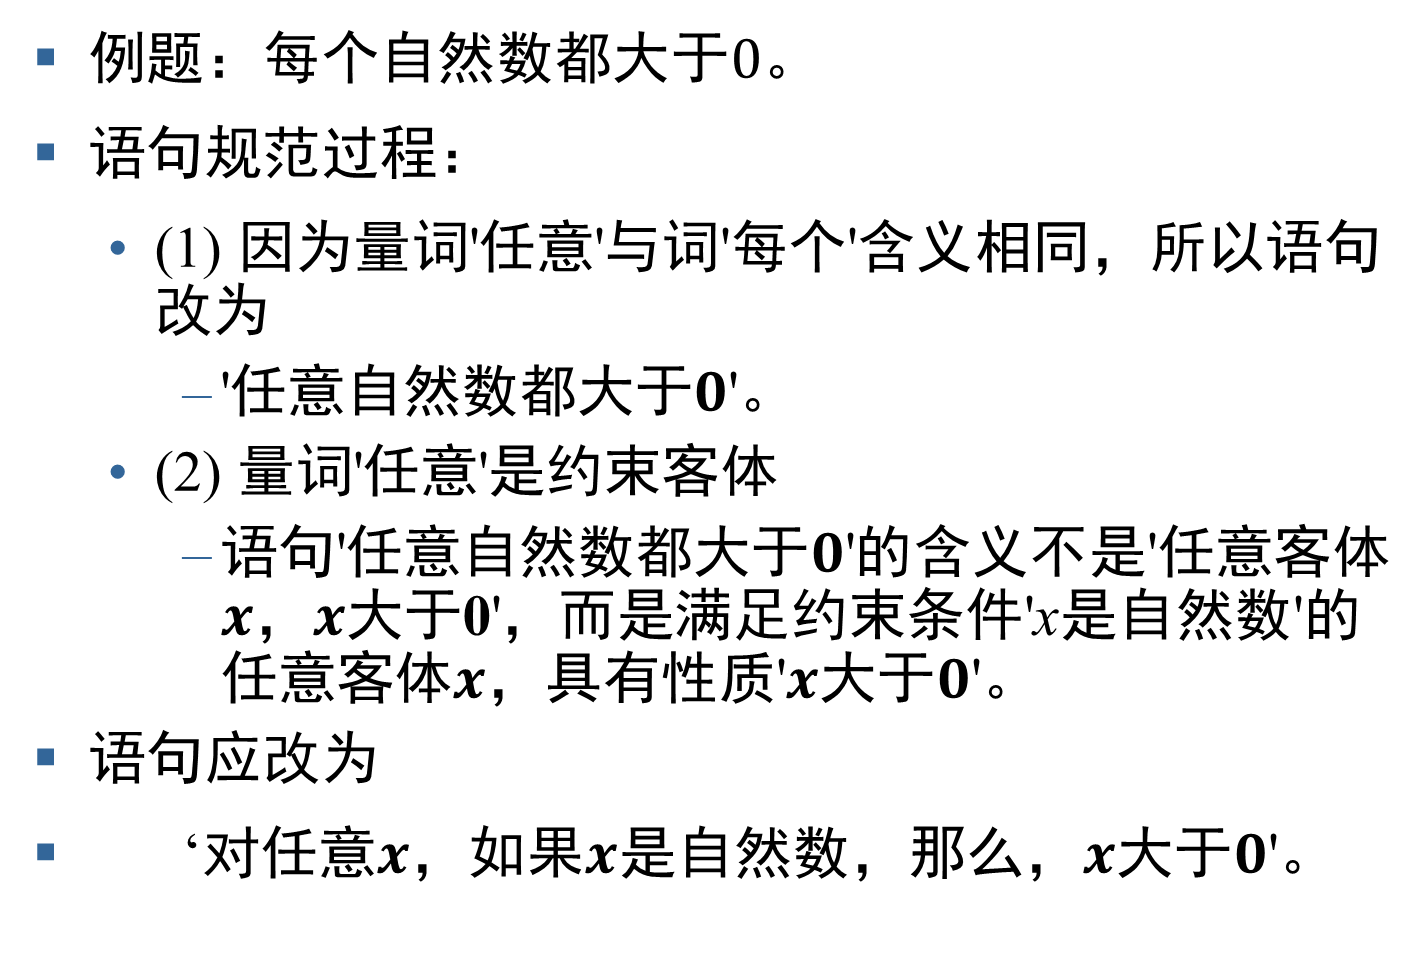 ▪ 例题：每个自然数都大于0。
▪ 语句规范过程：
• (1) 因为量词'任意'与词'每个'含义相同，所以语句
改为
–'任意自然数都大于0'。
• (2) 量词'任意'是约束客体
–语句'任意自然数都大于0'的含义不是'任意客体
x，x大于0'，而是满足约束条件'x是自然数'的
任意客体x，具有性质'x大于0'。
▪ 语句应改为
▪ ‘对任意x，如果x是自然数，那么，x大于0'。